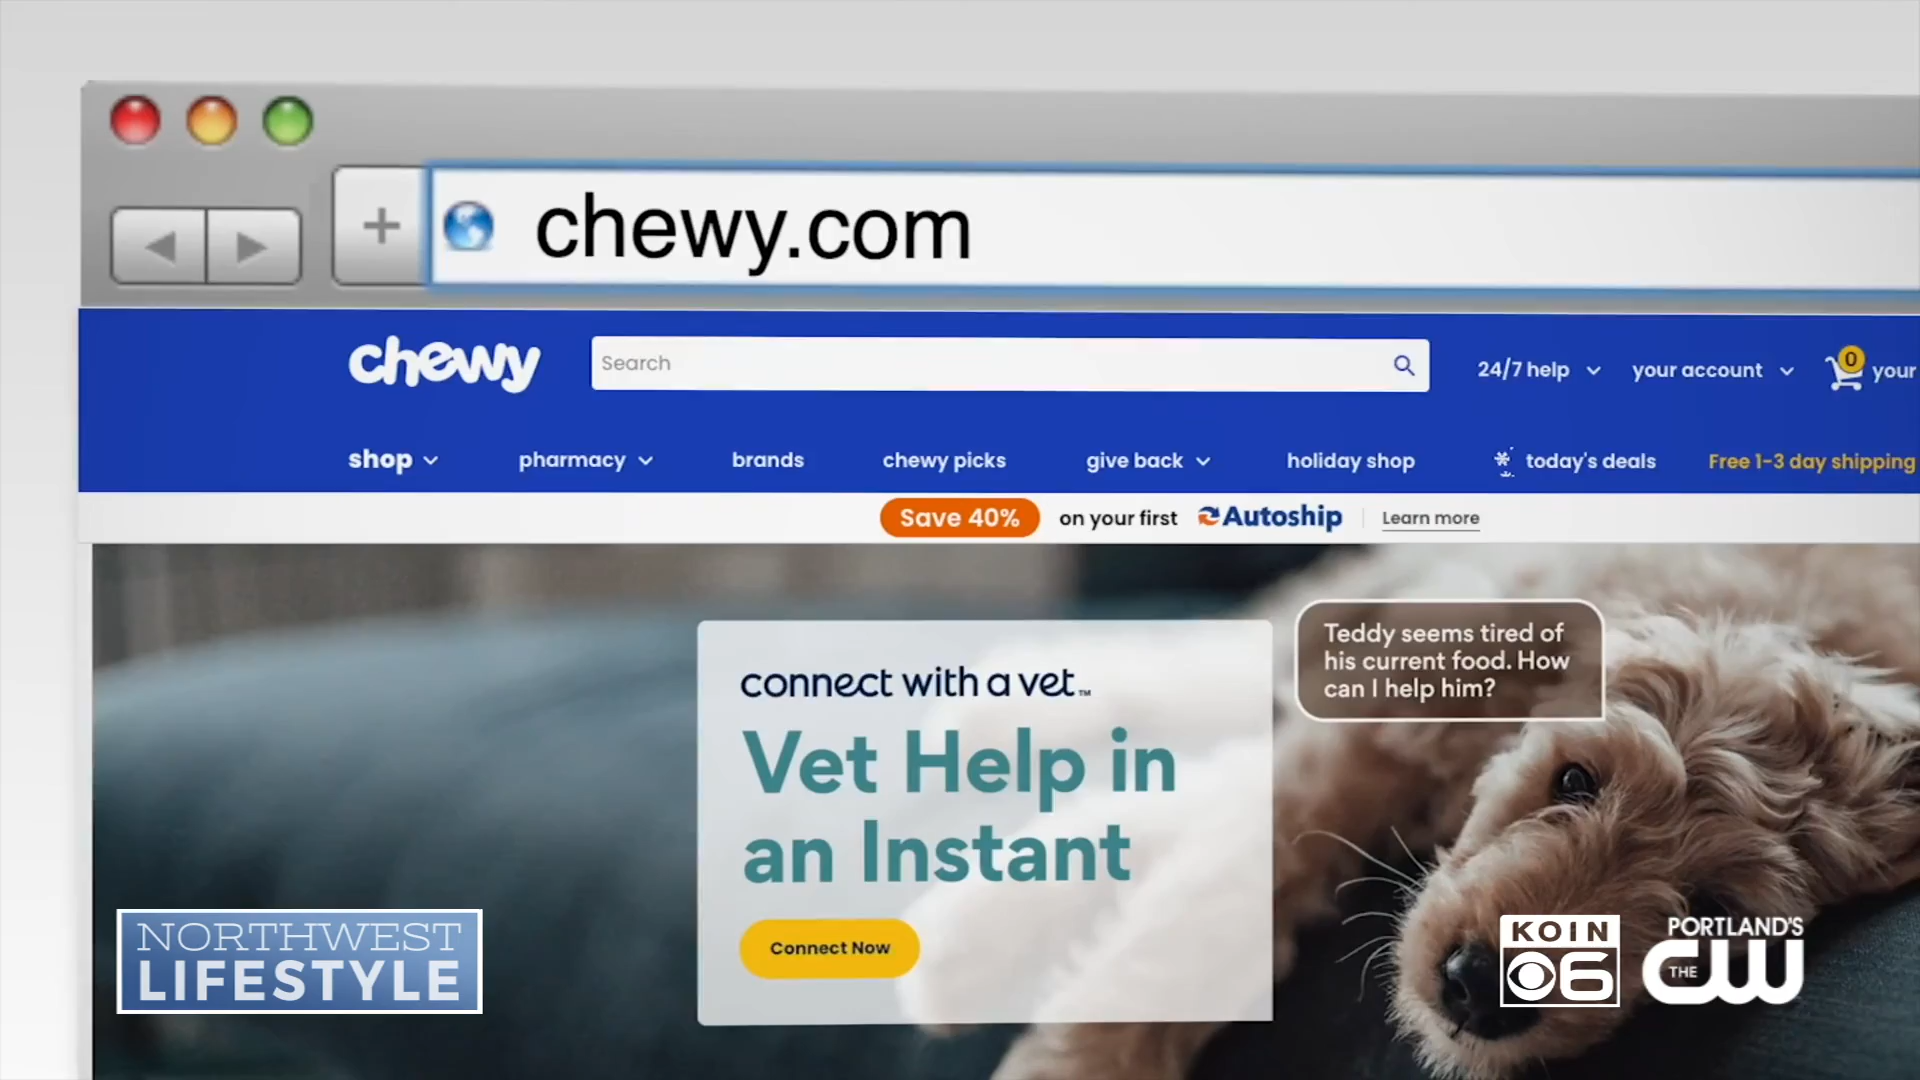 chewy.com
chewy
Search
24/7 help
your account
0
your
shop
pharmacy
brands
chewy picks
give back
holiday shop
today's deals
Free 1-3 day shipping
Save 40% on your first Autoship Learn more
Teddy seems tired of
his current food. How
can I help him?
connect with a vet™
Vet Help in
an Instant
Connect Now
NORTHWEST
LIFESTYLE
KOIN
6
PORTLAND'S
THE CW